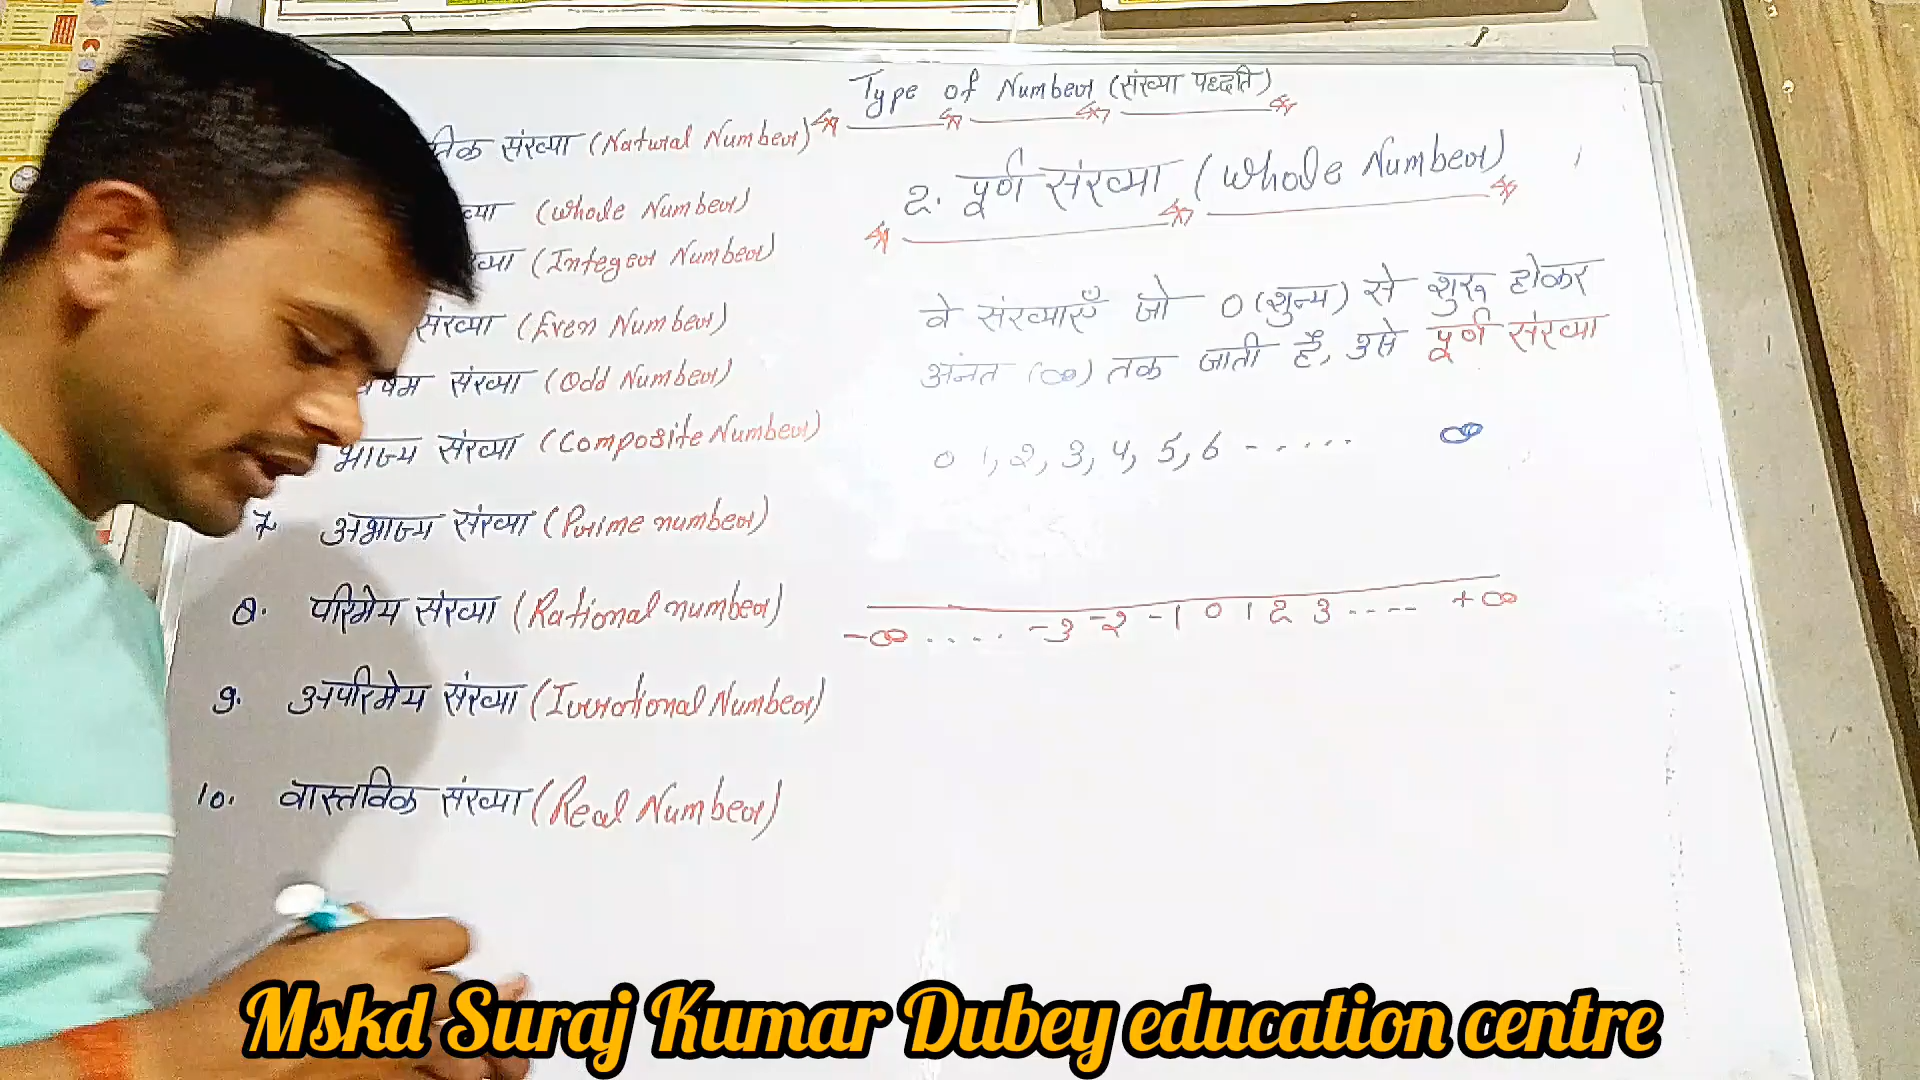 Type of Number (संख्या पध्दति)
संख्या (Natural Number)
(Whole Number)
(Integer Number)
संख्या (Even Number)
संख्या (Odd Number)
भाज्य संख्या (Composite Number)
7. अभाज्य संख्या (Prime number)
8. परिमेय संख्या (Rational number)
9. अपरिमेय संख्या (Irrational Number)
10. वास्तविक संख्या (Real Number)
2. पूर्ण संख्या (Whole Number)
वे संख्याएँ जो 0 (शुन्य) से शुरू होकर
अंनत (∞) तक जाती हैं, उसे पूर्ण संख्या
0 1, 2, 3, 4, 5, 6 - - . . . . ∞
-∞ . . . . -3 -2 -1 0 1 2 3 . . - - +∞
Mskd Suraj Kumar Dubey education centre